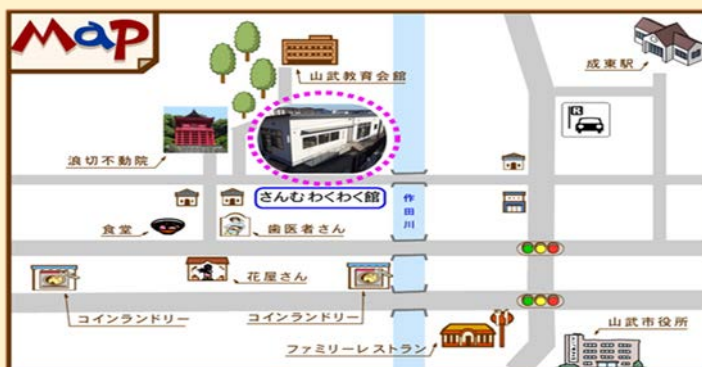 MaP
山武教育会館
成東駅
浪切不動院
さんむわくわく館
作田川
食堂
歯医者さん
花屋さん
コインランドリー
コインランドリー
山武市役所
ファミリーレストラン